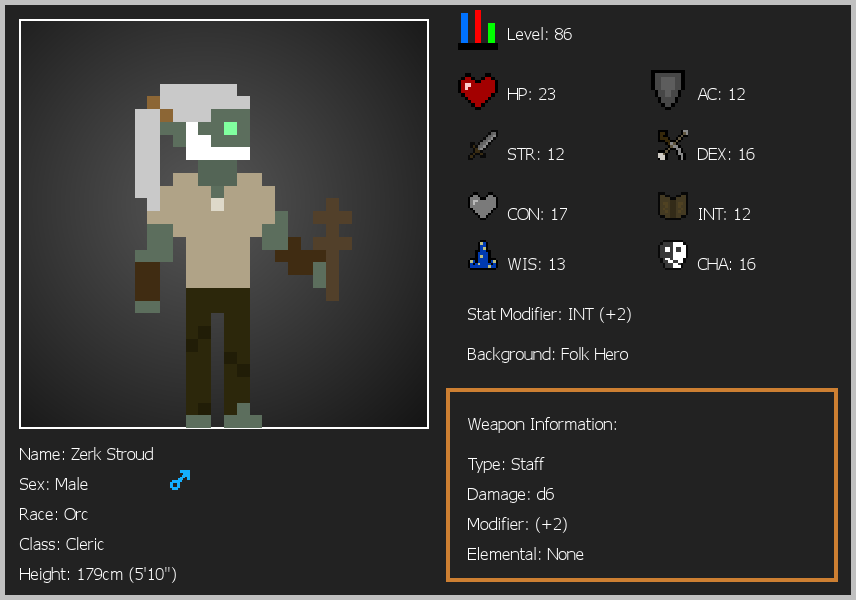 Level: 86
HP: 23
AC: 12
STR: 12
DEX: 16
CON: 17
INT: 12
WIS: 13
CHA: 16
Stat Modifier: INT (+2)
Background: Folk Hero
Weapon Information:
Type: Staff
Damage: d6
Modifier: (+2)
Elemental: None
Name: Zerk Stroud
Sex: Male
Race: Orc
Class: Cleric
Height: 179cm (5'10")